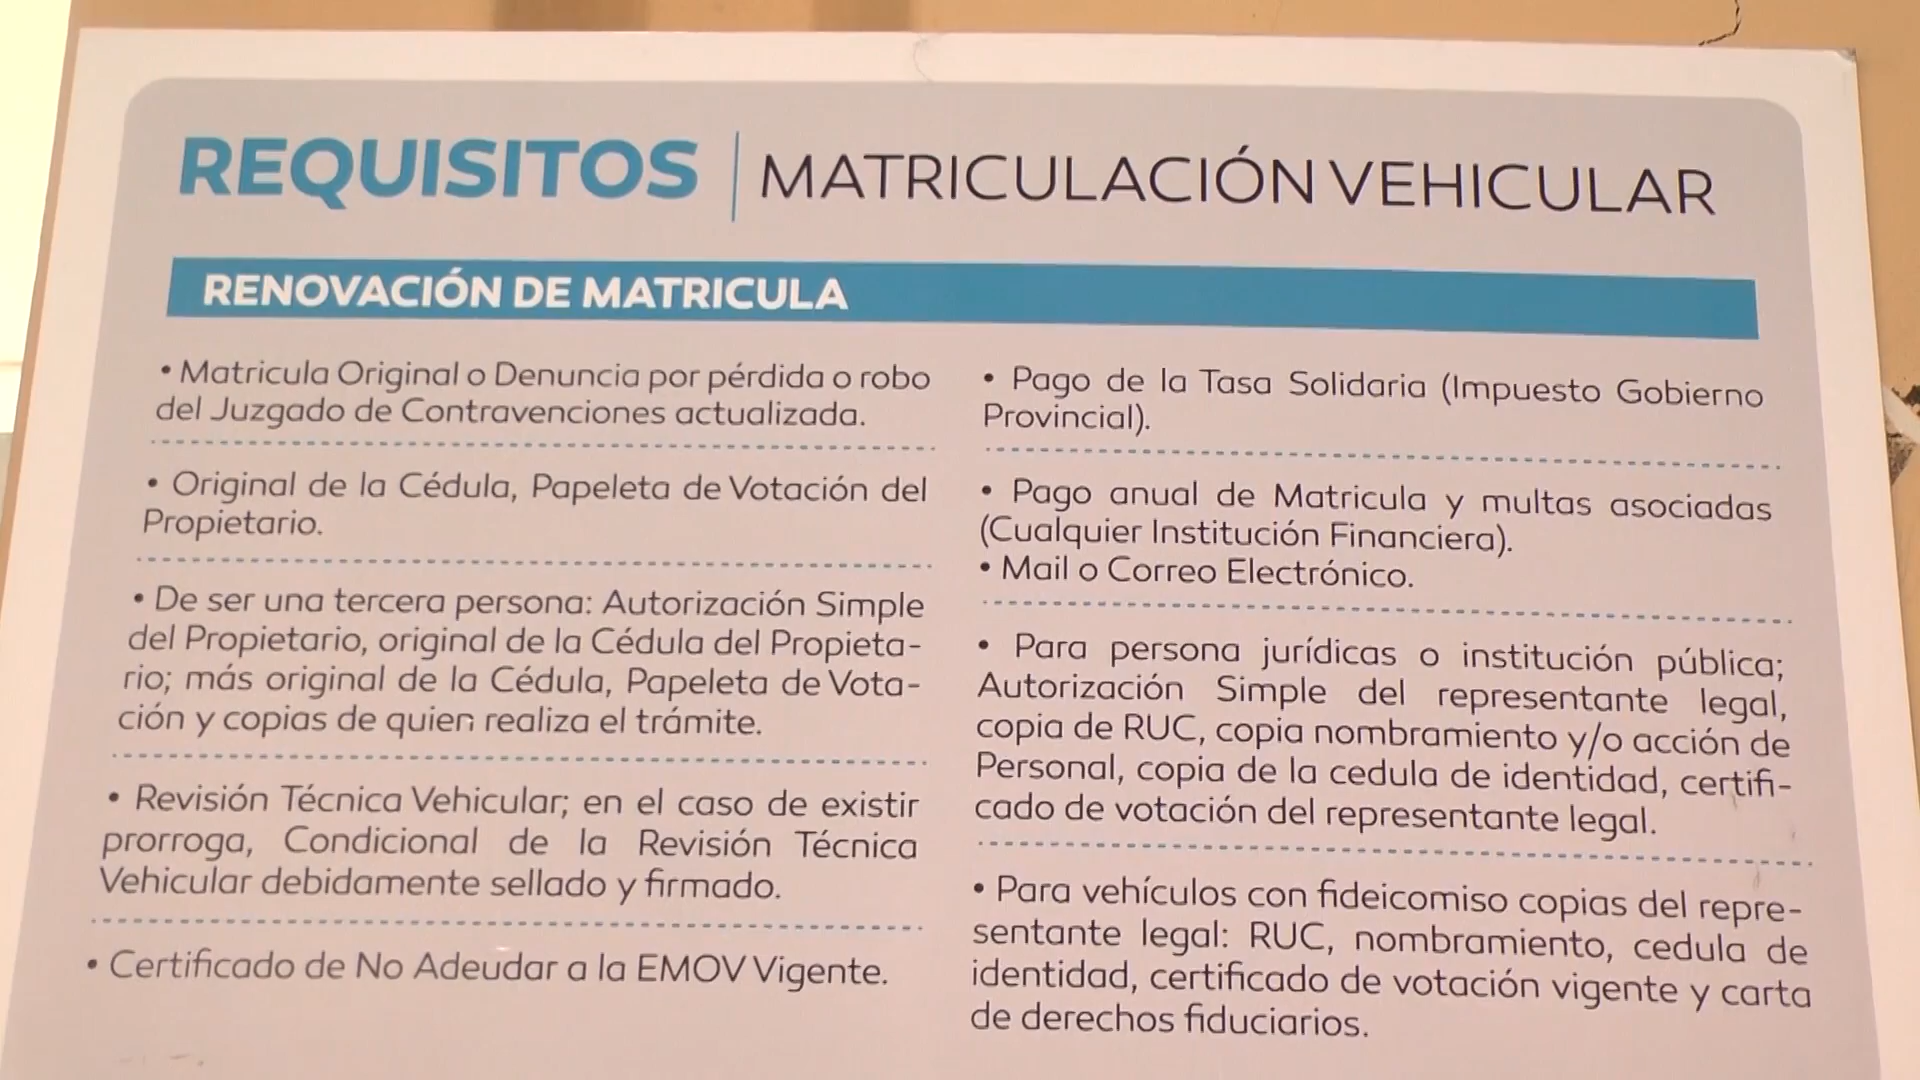 REQUISITOS | MATRICULACIÓN VEHICULAR
RENOVACIÓN DE MATRICULA
• Matricula Original o Denuncia por pérdida o robo
del Juzgado de Contravenciones actualizada.
• Original de la Cédula, Papeleta de Votación del
Propietario.
• De ser una tercera persona: Autorización Simple
del Propietario, original de la Cédula del Propieta-
rio; más original de la Cédula, Papeleta de Vota-
ción y copias de quien realiza el trámite.
• Revisión Técnica Vehicular; en el caso de existir
prorroga, Condicional de la Revisión Técnica
Vehicular debidamente sellado y firmado.
• Certificado de No Adeudar a la EMOV Vigente.
• Pago de la Tasa Solidaria (Impuesto Gobierno
Provincial).
• Pago anual de Matricula y multas asociadas
(Cualquier Institución Financiera).
• Mail o Correo Electrónico.
• Para persona jurídicas o institución pública;
Autorización Simple del representante legal,
copia de RUC, copia nombramiento y/o acción de
Personal, copia de la cedula de identidad, certifi-
cado de votación del representante legal.
• Para vehículos con fideicomiso copias del repre-
sentante legal: RUC, nombramiento, cedula de
identidad, certificado de votación vigente y carta
de derechos fiduciarios.